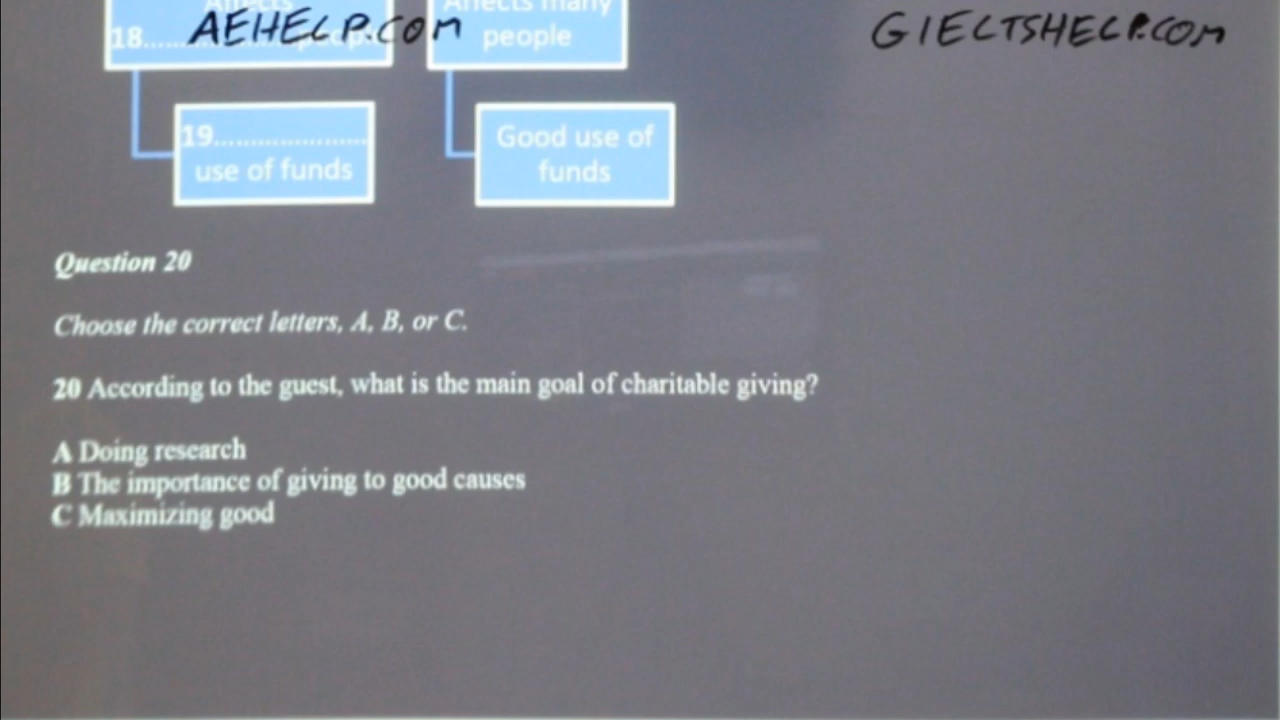 Affects
Affects many
18.................... people
people
AEHELP.COM
GIELTSHELP.COM
19.....................
use of funds
Good use of
funds
Question 20
Choose the correct letters, A, B, or C.
20 According to the guest, what is the main goal of charitable giving?
A Doing research
B The importance of giving to good causes
C Maximizing good